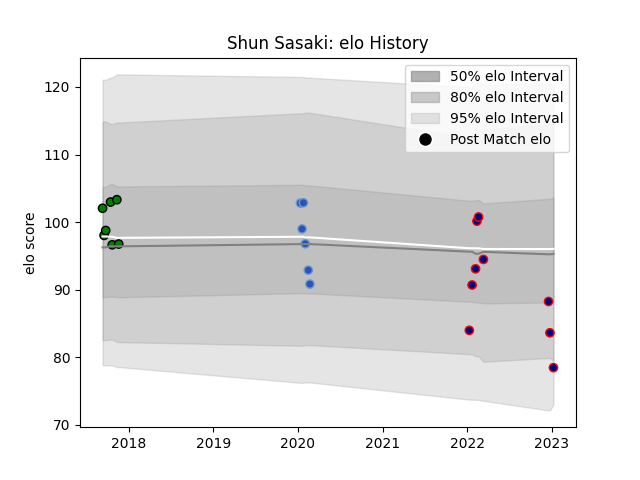 Shun Sasaki: elo History
50% elo Interval
80% elo Interval
95% elo Interval
Post Match elo
elo score
120
110
100
90
80
70
2018
2019
2020
2021
2022
2023